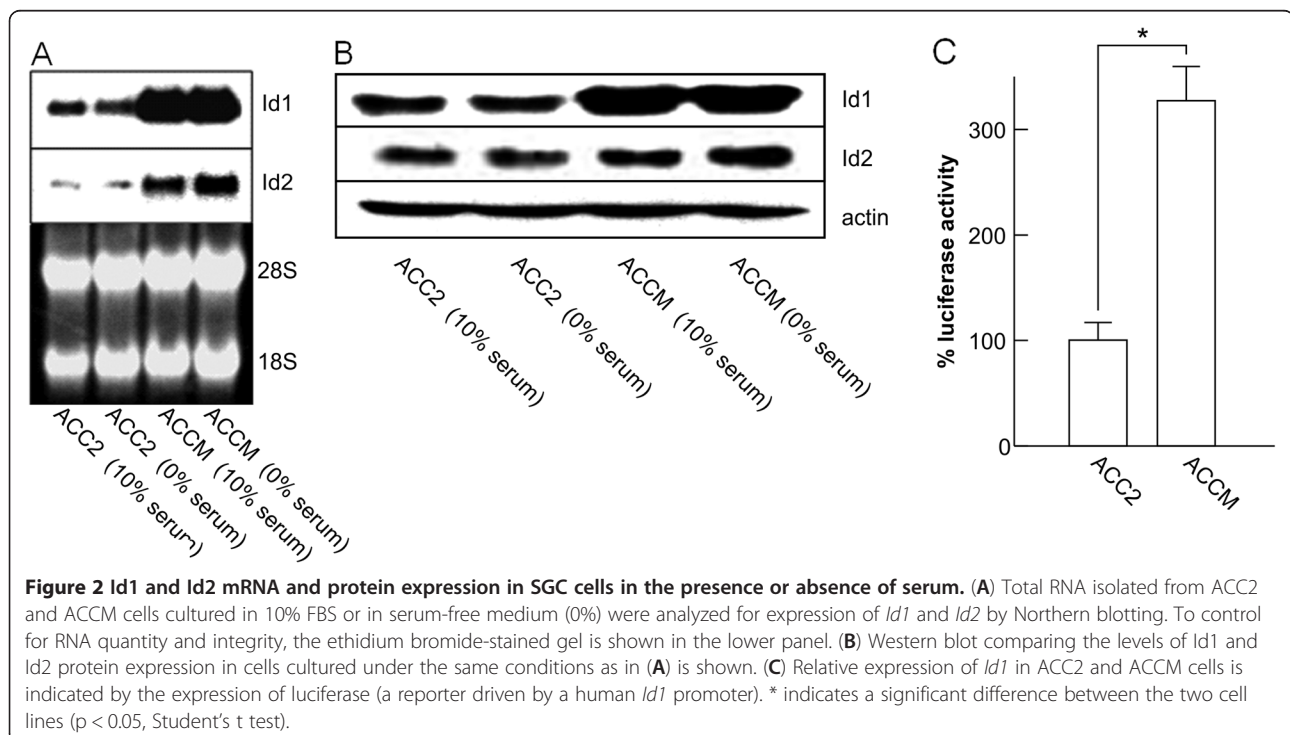 A
Id1
Id2
28S
18S
ACC2 (10% serum)
ACC2 (0% serum)
ACCM (10% serum)
ACCM (0% serum)
B
Id1
Id2
actin
ACC2 (10% serum)
ACC2 (0% serum)
ACCM (10% serum)
ACCM (0% serum)
C
*
% luciferase activity
300
200
100
0
ACC2
ACCM
Figure 2 Id1 and Id2 mRNA and protein expression in SGC cells in the presence or absence of serum. (A) Total RNA isolated from ACC2
and ACCM cells cultured in 10% FBS or in serum-free medium (0%) were analyzed for expression of Id1 and Id2 by Northern blotting. To control
for RNA quantity and integrity, the ethidium bromide-stained gel is shown in the lower panel. (B) Western blot comparing the levels of Id1 and
Id2 protein expression in cells cultured under the same conditions as in (A) is shown. (C) Relative expression of Id1 in ACC2 and ACCM cells is
indicated by the expression of luciferase (a reporter driven by a human Id1 promoter). * indicates a significant difference between the two cell
lines (p < 0.05, Student's t test).